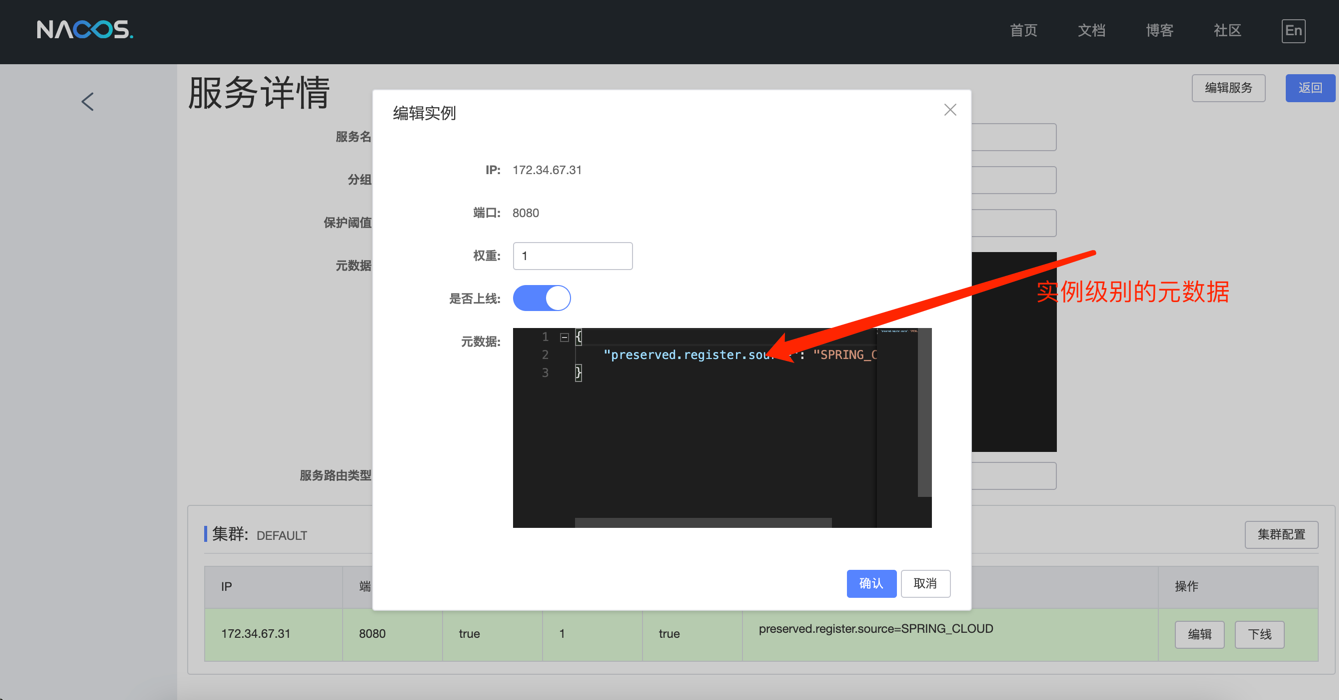 NACOS.
首页 文档 博客 社区 En
服务详情
编辑服务 返回
编辑实例
服务名
IP: 172.34.67.31
分组
端口: 8080
保护阈值
权重: 1
元数据
是否上线:
实例级别的元数据
元数据:
1 {
2 "preserved.register.sou": "SPRING_C
3 }
服务路由类型
集群: DEFAULT
集群配置
确认 取消
IP 端 操作
172.34.67.31 8080 true 1 true preserved.register.source=SPRING_CLOUD 编辑 下线